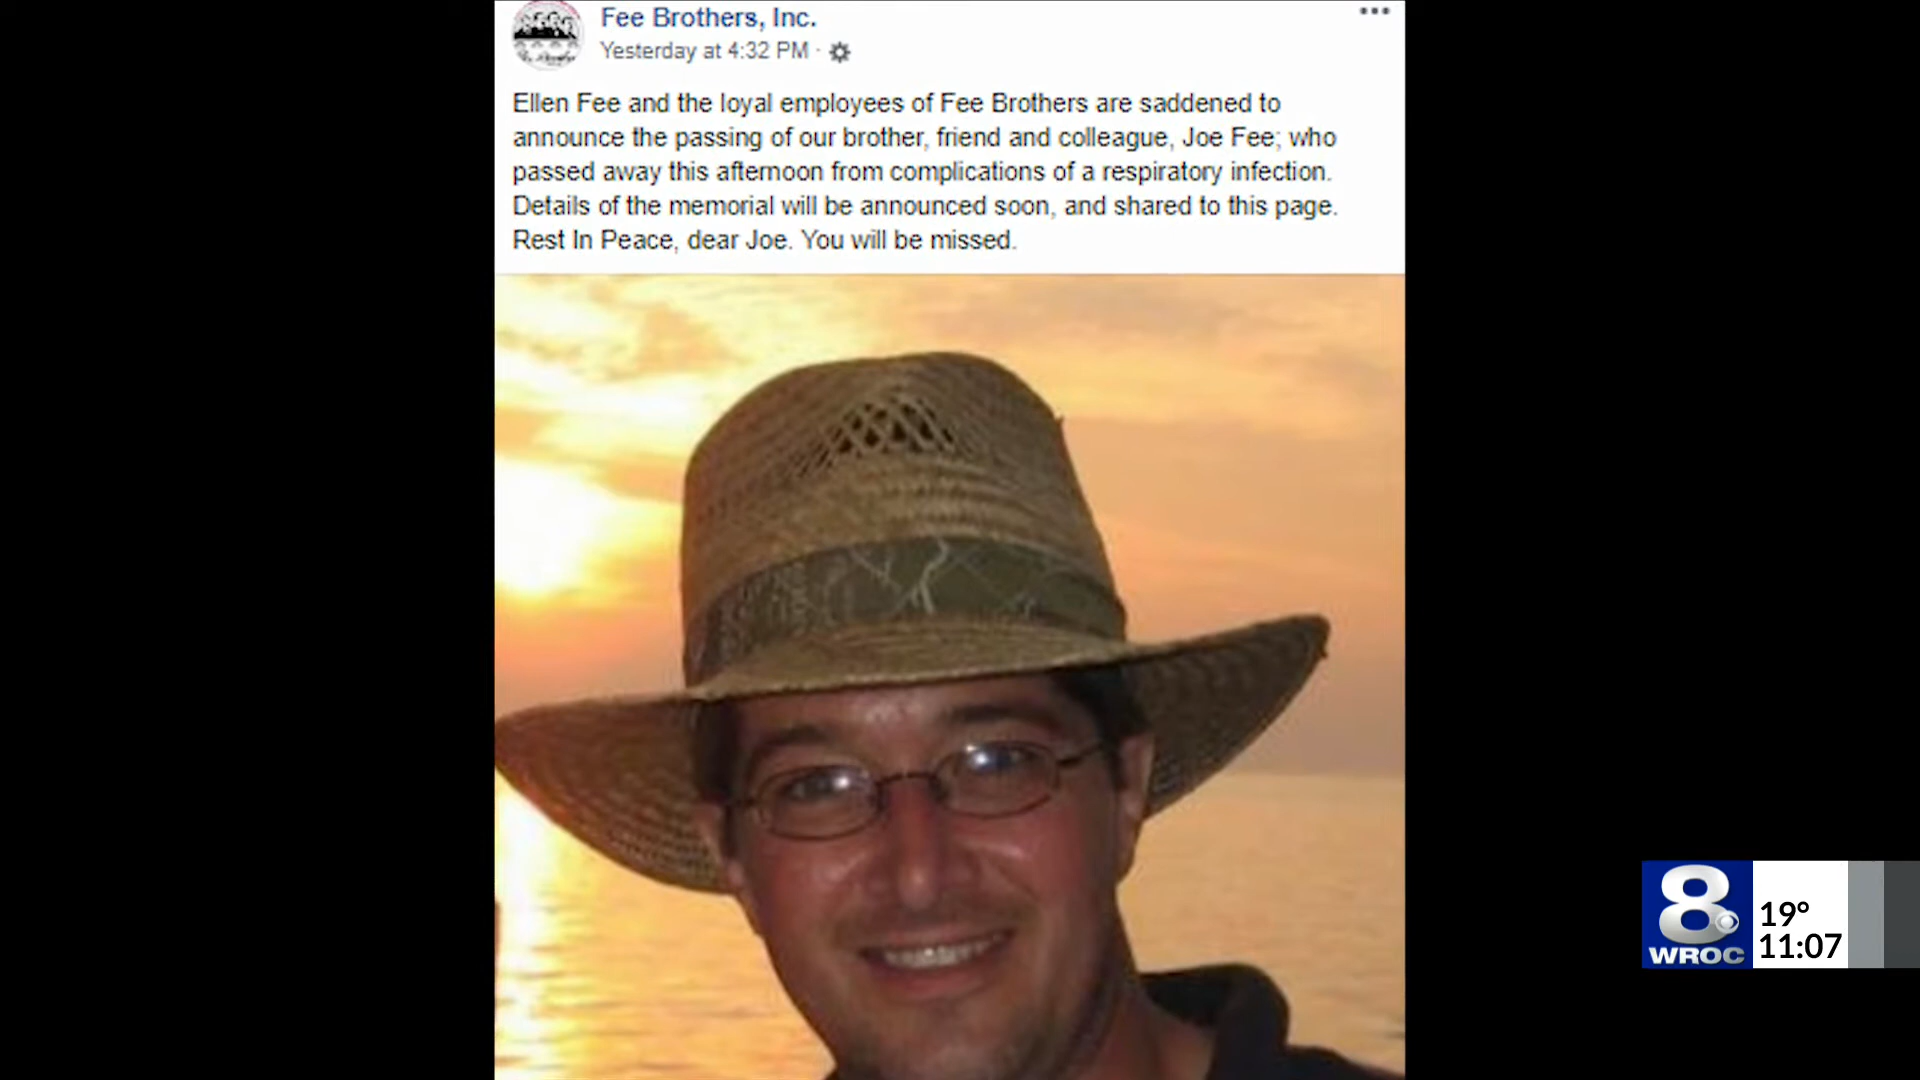 Fee Brothers, Inc.
Yesterday at 4:32 PM ·
Ellen Fee and the loyal employees of Fee Brothers are saddened to
announce the passing of our brother, friend and colleague, Joe Fee; who
passed away this afternoon from complications of a respiratory infection.
Details of the memorial will be announced soon, and shared to this page.
Rest In Peace, dear Joe. You will be missed.
8
WROC
19°
11:07